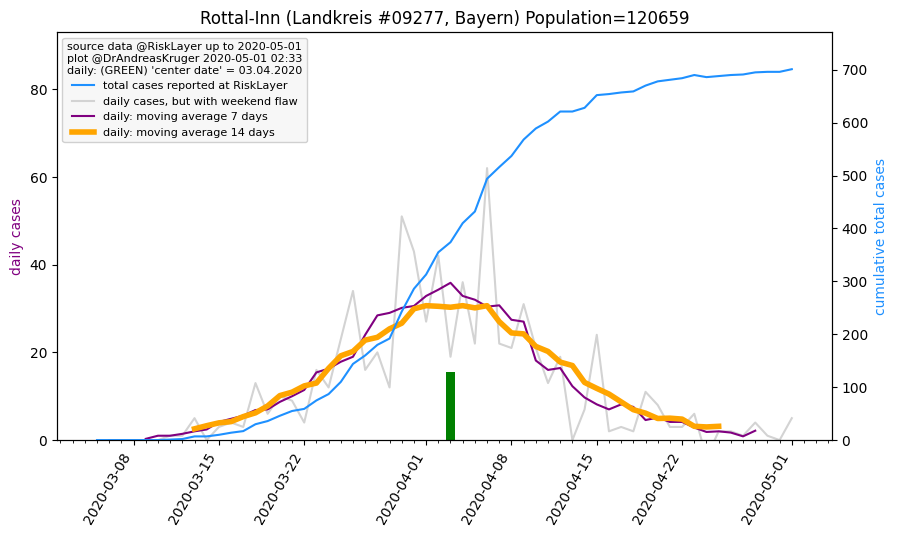 Rottal-Inn (Landkreis #09277, Bayern) Population=120659
source data @RiskLayer up to 2020-05-01
plot @DrAndreasKruger 2020-05-01 02:33
daily: (GREEN) 'center date' = 03.04.2020
total cases reported at RiskLayer
daily cases, but with weekend flaw
daily: moving average 7 days
daily: moving average 14 days
daily cases
80
60
40
20
0
700
600
500
400
300
200
100
0
cumulative total cases
2020-03-08
2020-03-15
2020-03-22
2020-04-01
2020-04-08
2020-04-15
2020-04-22
2020-05-01